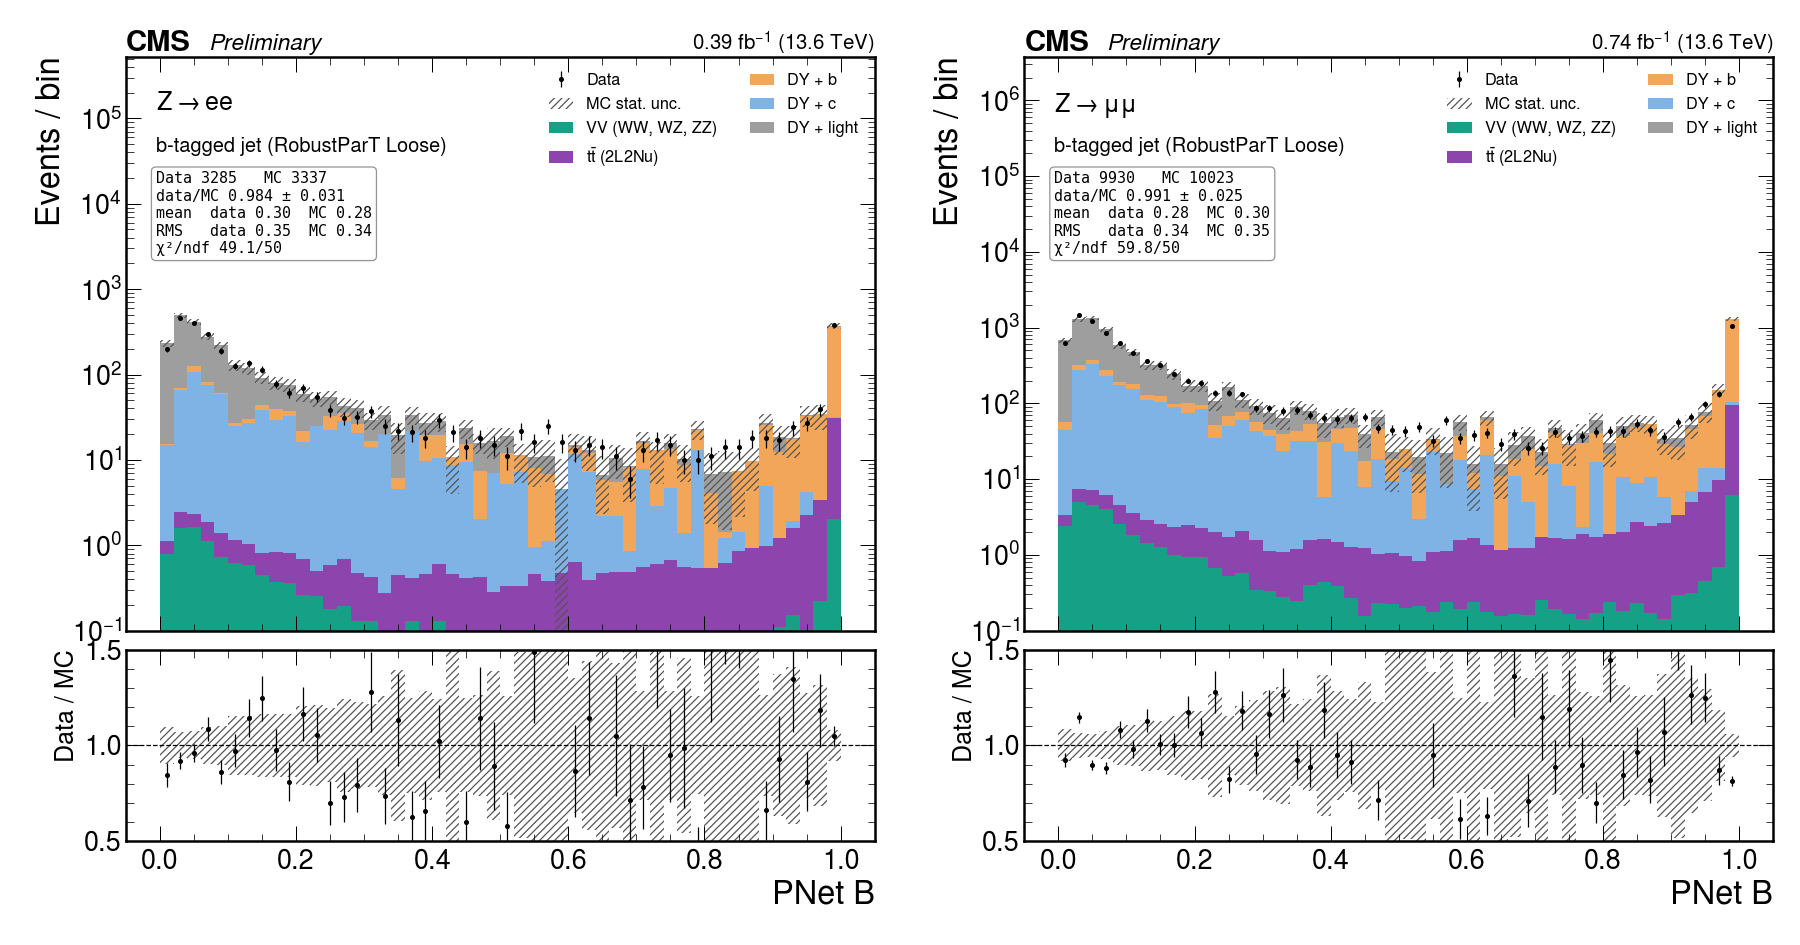 CMS Preliminary 0.39 fb⁻¹ (13.6 TeV)
Events / bin
10⁵
10⁴
10³
10²
10¹
10⁰
10⁻¹
Z → ee
b-tagged jet (RobustParT Loose)
Data 3285 MC 3337
data/MC 0.984 ± 0.031
mean data 0.30 MC 0.28
RMS data 0.35 MC 0.34
χ²/ndf 49.1/50
Data
MC stat. unc.
VV (WW, WZ, ZZ)
tt̄ (2L2Nu)
DY + b
DY + c
DY + light
Data / MC
1.5
1.0
0.5
0.0 0.2 0.4 0.6 0.8 1.0
PNet B
CMS Preliminary 0.74 fb⁻¹ (13.6 TeV)
Events / bin
10⁶
10⁵
10⁴
10³
10²
10¹
10⁰
10⁻¹
Z → μμ
b-tagged jet (RobustParT Loose)
Data 9930 MC 10023
data/MC 0.991 ± 0.025
mean data 0.28 MC 0.30
RMS data 0.34 MC 0.35
χ²/ndf 59.8/50
Data
MC stat. unc.
VV (WW, WZ, ZZ)
tt̄ (2L2Nu)
DY + b
DY + c
DY + light
Data / MC
1.5
1.0
0.5
0.0 0.2 0.4 0.6 0.8 1.0
PNet B